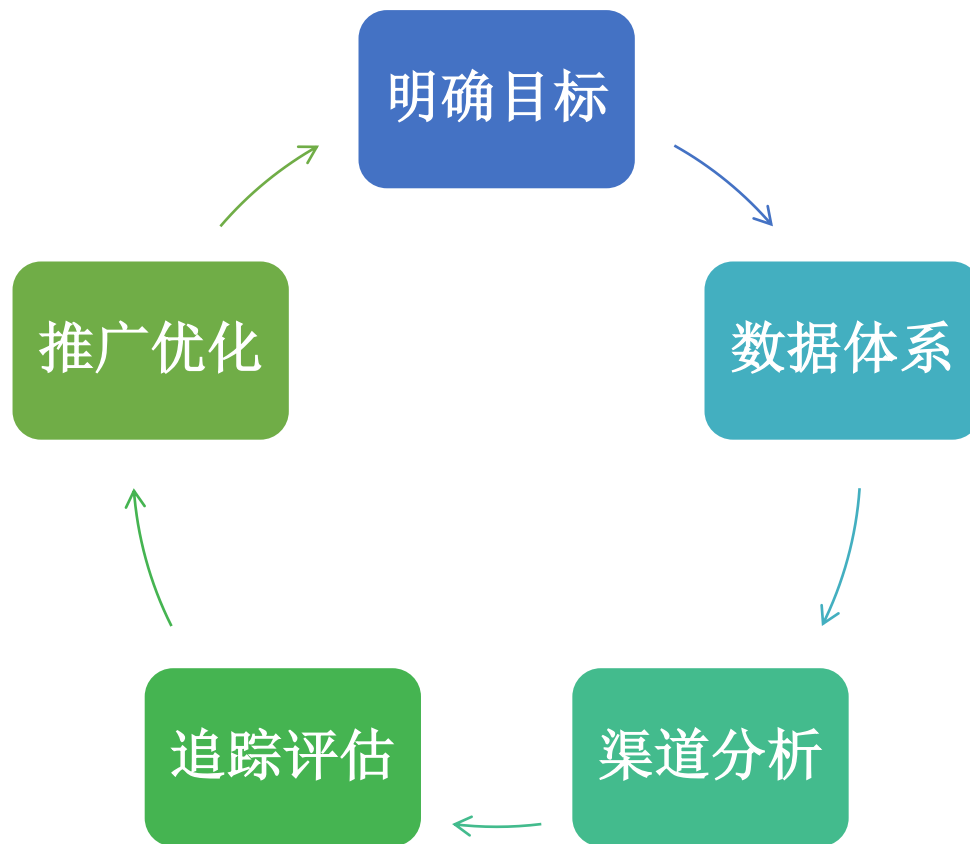 明确目标
数据体系
渠道分析
追踪评估
推广优化